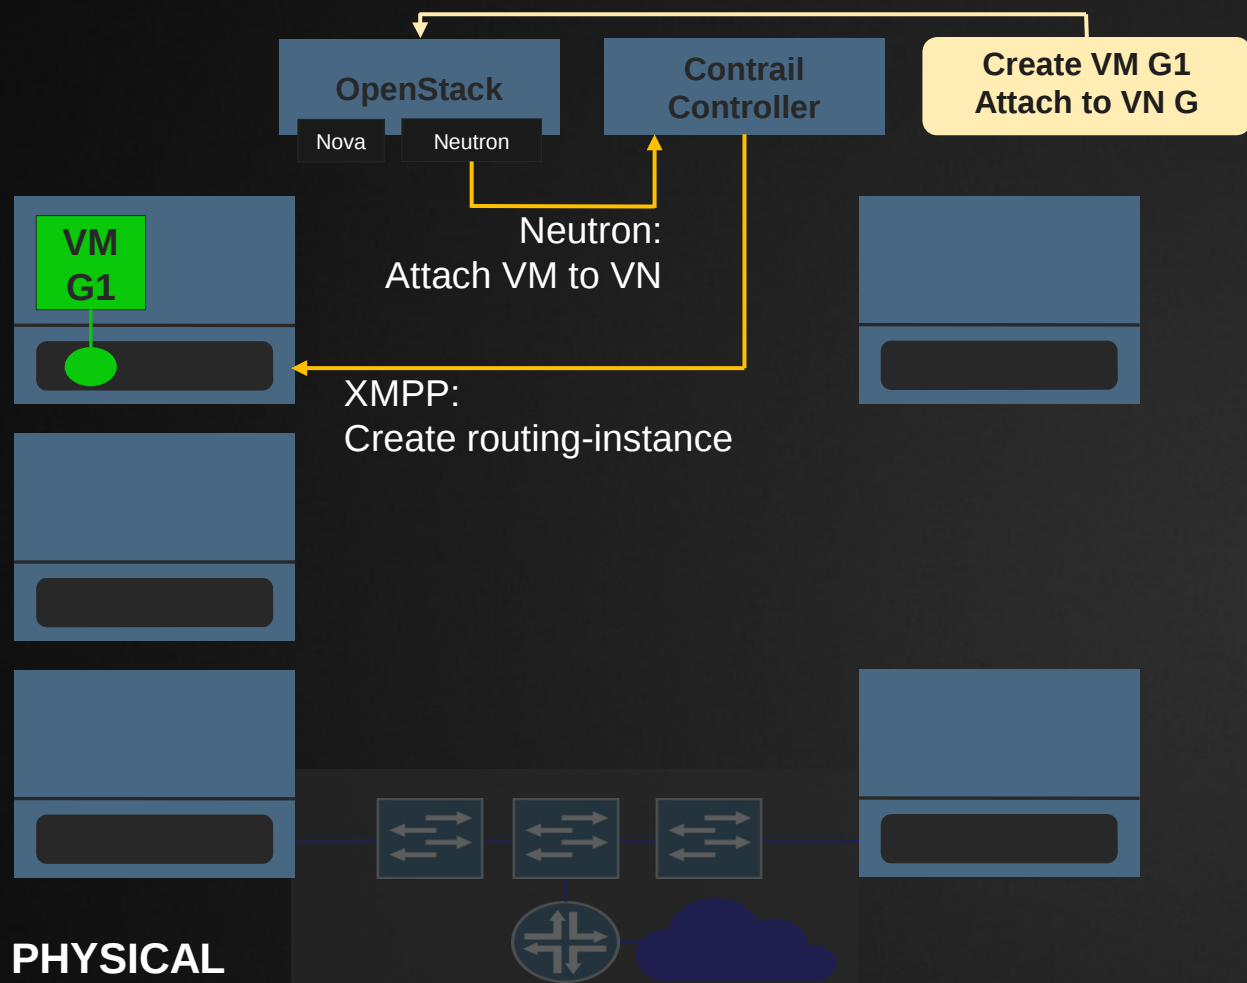 OpenStack
Nova
Neutron
Contrail
Controller
Create VM G1
Attach to VN G
VM
G1
Neutron:
Attach VM to VN
XMPP:
Create routing-instance
PHYSICAL